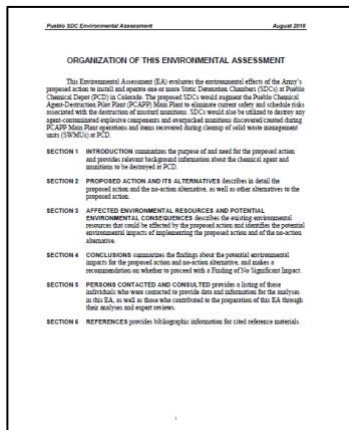 Pueblo SDC Environmental Assessment August 2018
ORGANIZATION OF THIS ENVIRONMENTAL ASSESSMENT
This Environmental Assessment (EA) evaluates the environmental effects of the Army's
proposed action to install and operate one or more Static Detonation Chambers (SDCs) at Pueblo
Chemical Depot (PCD) in Colorado. The proposed SDCs would augment the Pueblo Chemical
Agent-Destruction Pilot Plant (PCAPP) Main Plant to eliminate current safety and schedule risks
associated with the destruction of mustard munitions. SDCs would also be utilized to destroy any
agent-contaminated explosive components and overpacked munitions discovered/created during
PCAPP Main Plant operations and items recovered during cleanup of solid waste management
units (SWMUs) at PCD.
SECTION 1 INTRODUCTION summarizes the purpose of and need for the proposed action
and provides relevant background information about the chemical agent and
munitions to be destroyed at PCD.
SECTION 2 PROPOSED ACTION AND ITS ALTERNATIVES describes in detail the
proposed action and the no-action alternative, as well as other alternatives to the
proposed action.
SECTION 3 AFFECTED ENVIRONMENTAL RESOURCES AND POTENTIAL
ENVIRONMENTAL CONSEQUENCES describes the existing environmental
resources that could be affected by the proposed action and identifies the potential
environmental impacts of implementing the proposed action and of the no-action
alternative.
SECTION 4 CONCLUSIONS summarizes the findings about the potential environmental
impacts for the proposed action and no-action alternative, and makes a
recommendation on whether to proceed with a Finding of No Significant Impact.
SECTION 5 PERSONS CONTACTED AND CONSULTED provides a listing of those
individuals who were contacted to provide data and information for the analyses
in this EA, as well as those who contributed to the preparation of this EA through
their analyses and expert reviews.
SECTION 6 REFERENCES provides bibliographic information for cited reference materials.